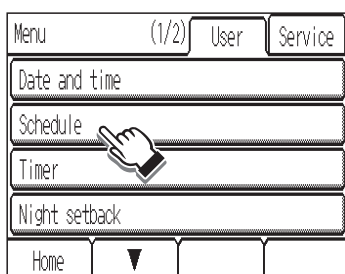 Menu (1/2) User Service
Date and time
Schedule
Timer
Night setback
Home ▼